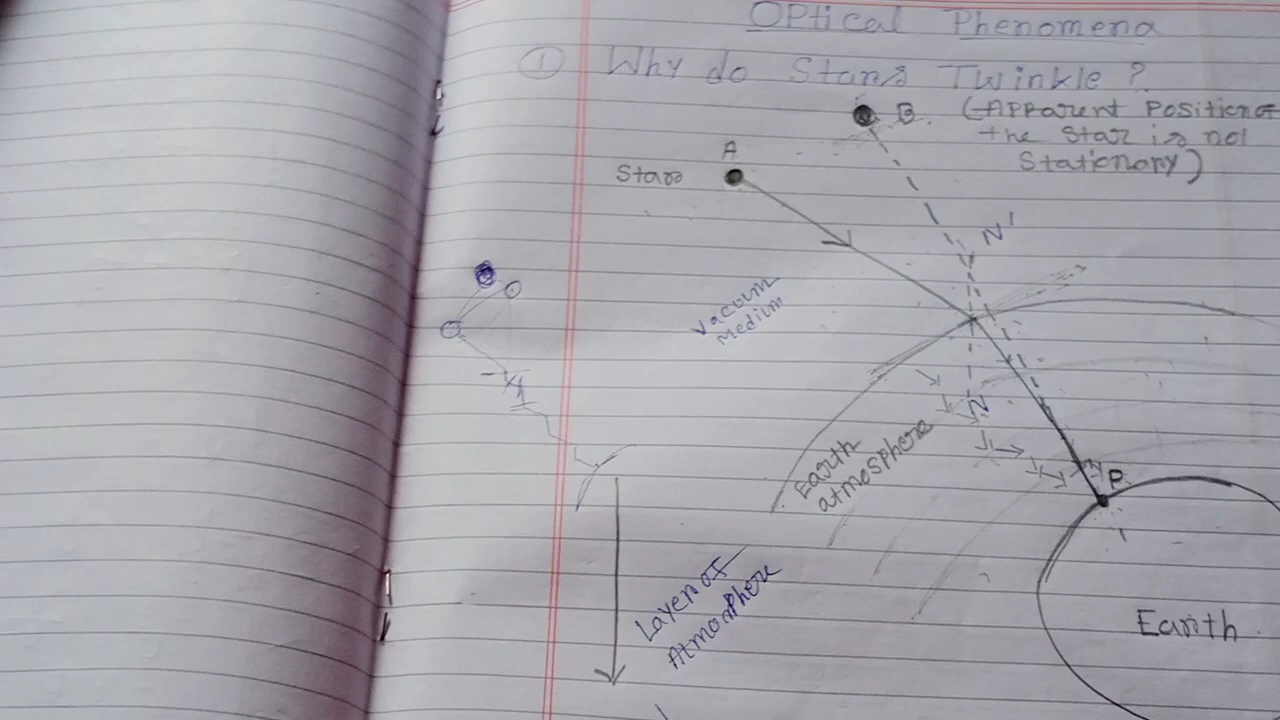 Optical Phenomena
① Why do Stars Twinkle ?
B. (Apparent Position of
the Star is not
Stationary)
A
Stars
N'
Vacuum
Medium
N
Earth
atmosphere
P
Layer of
Atmosphere
Earth